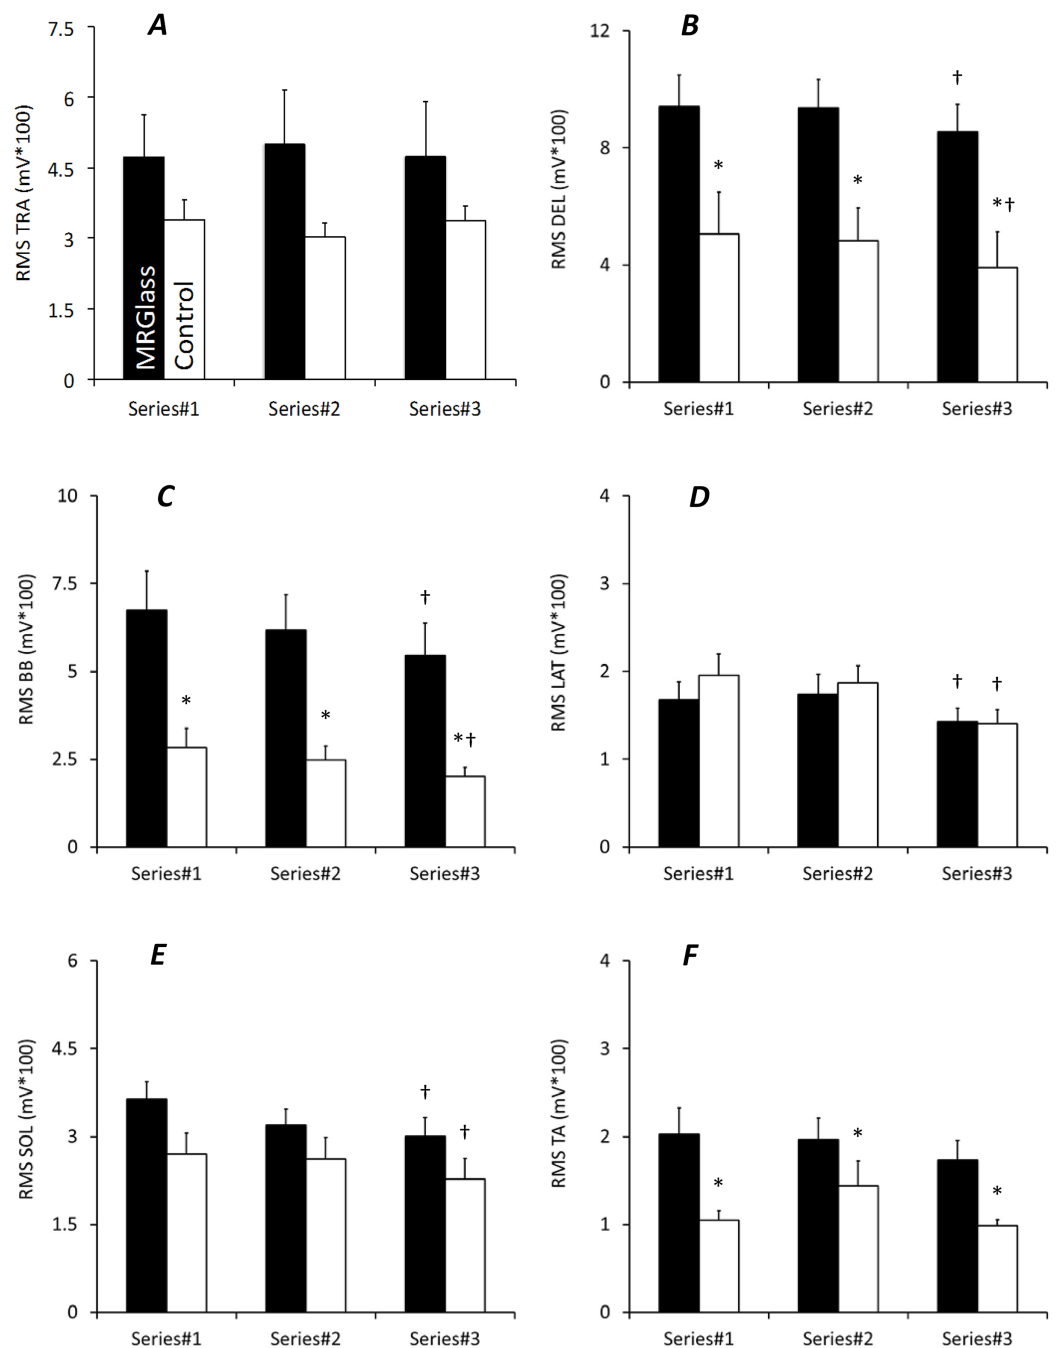 A
RMS TRA (mV*100)
7.5
6
4.5
3
1.5
0
MRGlass
Control
Series#1
Series#2
Series#3
B
RMS DEL (mV*100)
12
8
4
0
*
*
†
*†
Series#1
Series#2
Series#3
C
RMS BB (mV*100)
10
7.5
5
2.5
0
*
*
†
*†
Series#1
Series#2
Series#3
D
RMS LAT (mV*100)
4
3
2
1
0
†
†
Series#1
Series#2
Series#3
E
RMS SOL (mV*100)
6
4.5
3
1.5
0
†
†
Series#1
Series#2
Series#3
F
RMS TA (mV*100)
4
3
2
1
0
*
*
*
Series#1
Series#2
Series#3